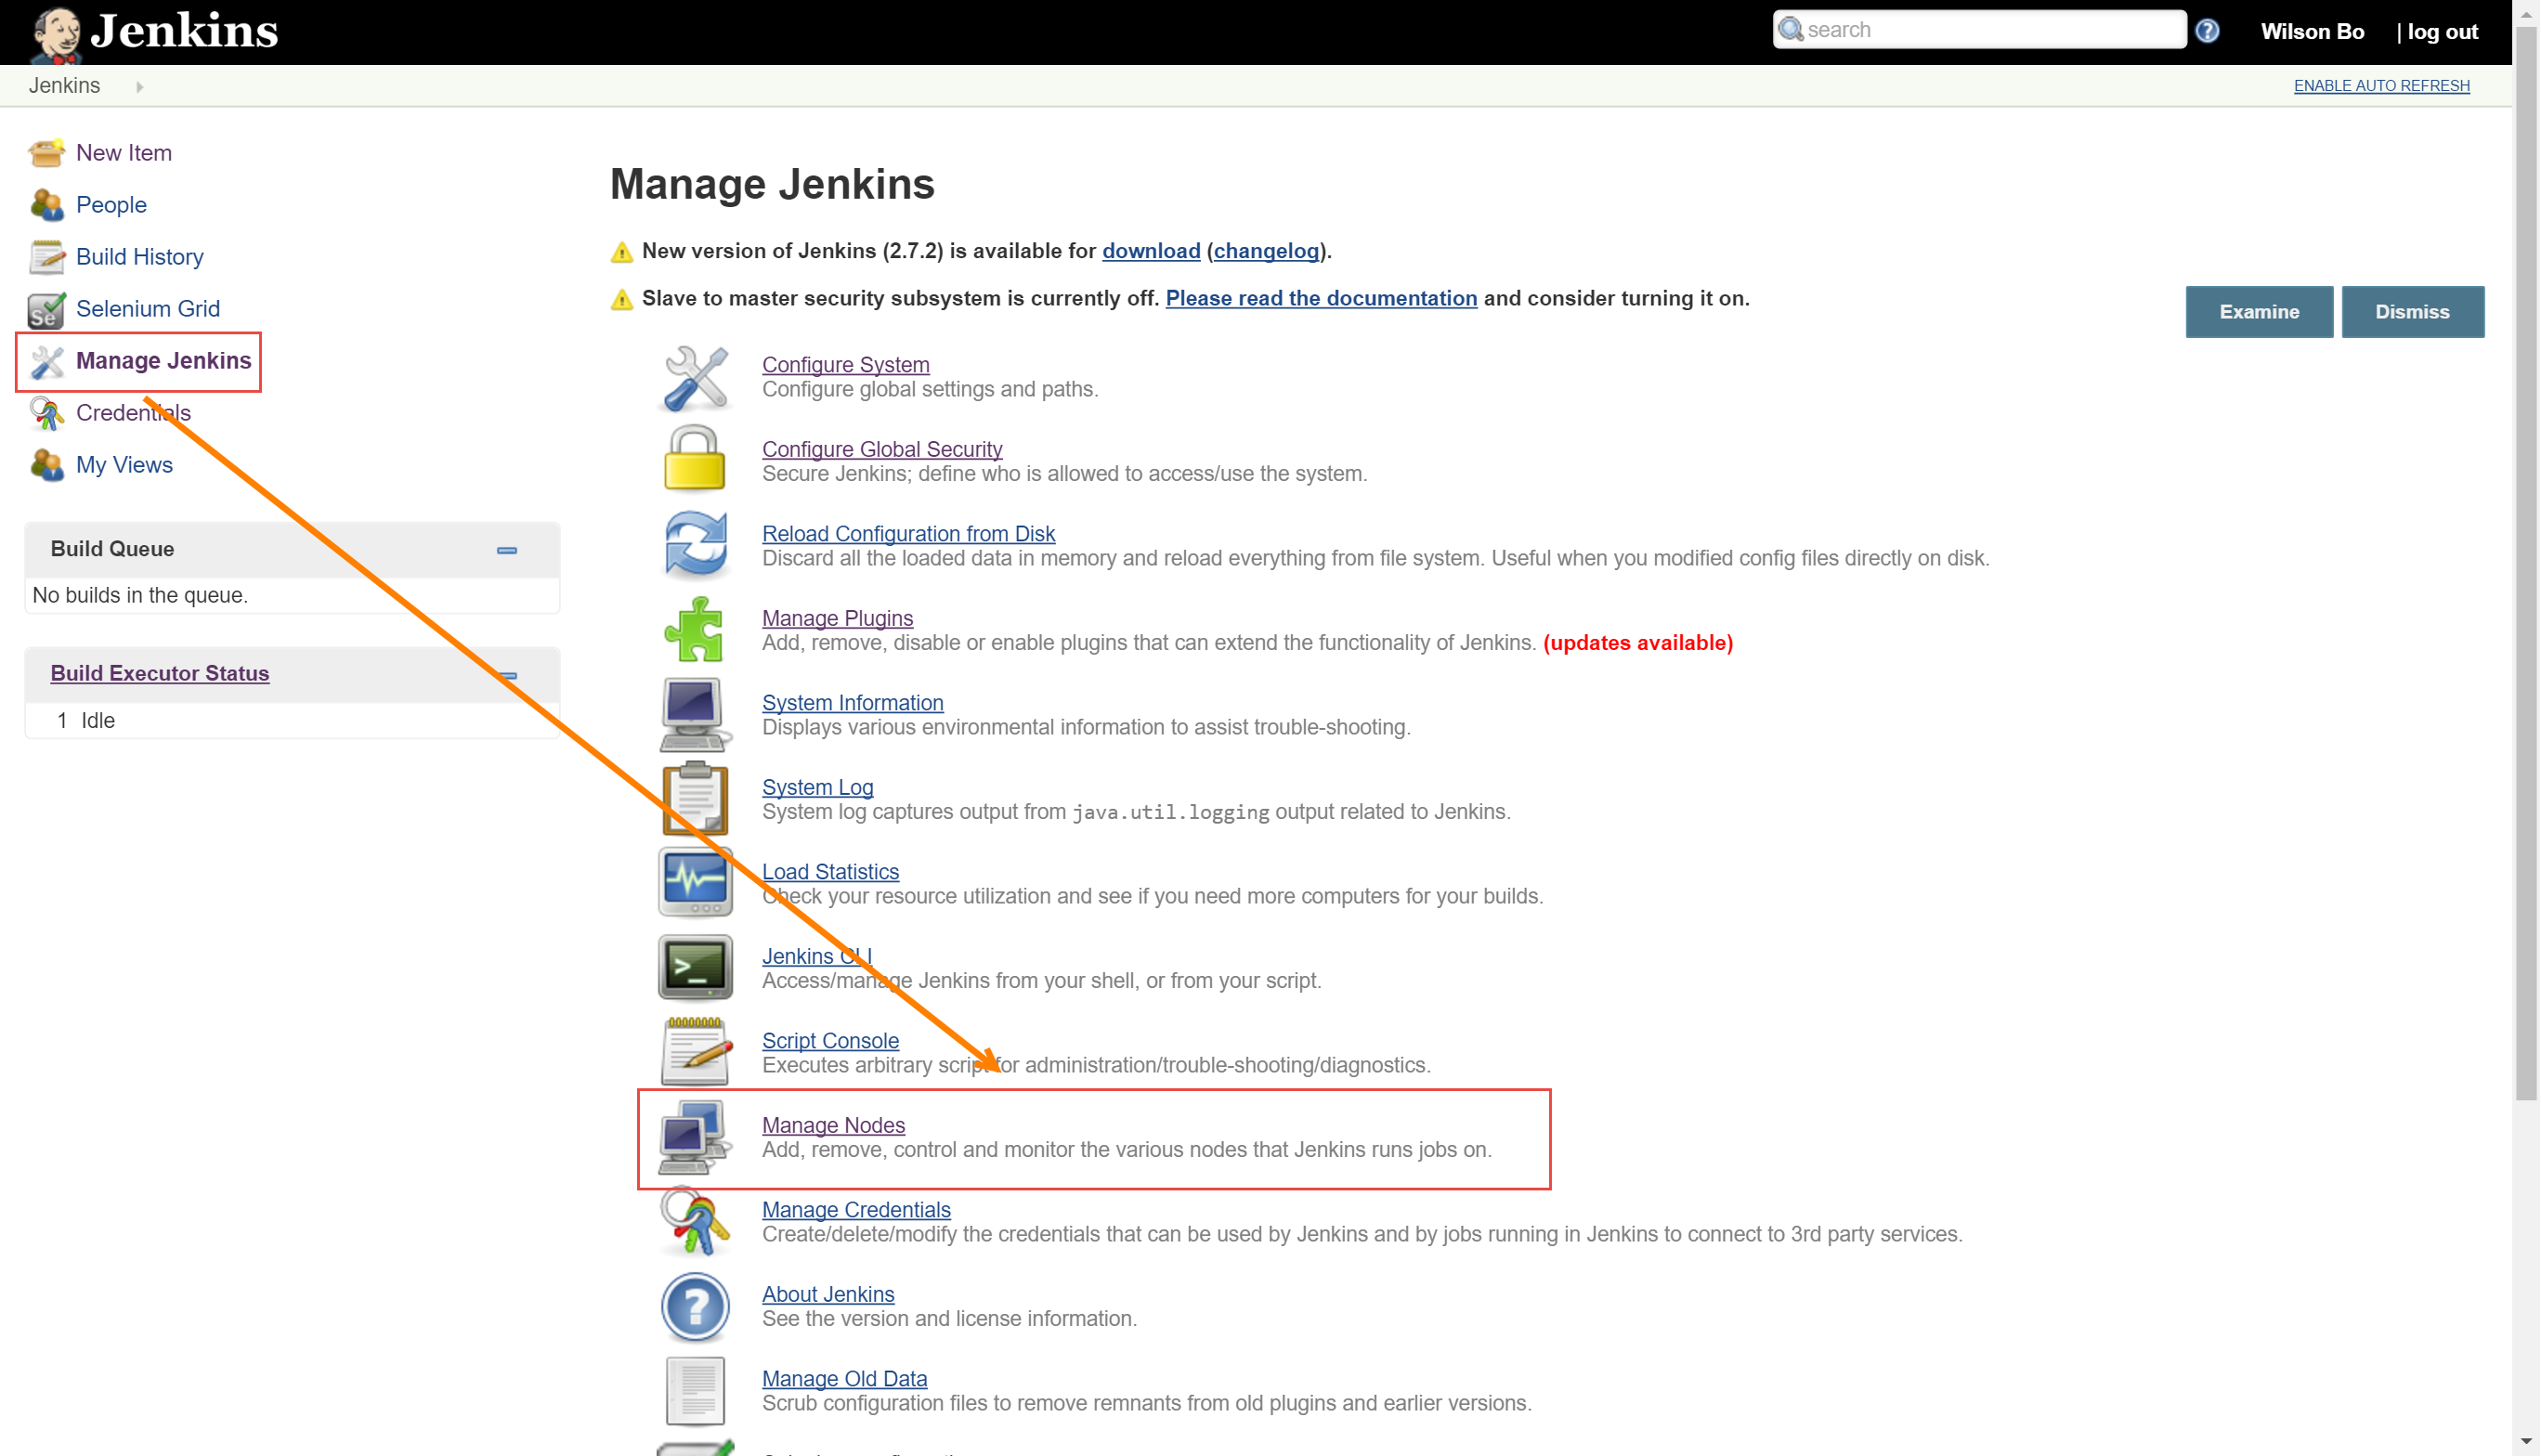 Jenkins
search
Wilson Bo | log out
Jenkins
ENABLE AUTO REFRESH
New Item
People
Build History
Se Selenium Grid
Manage Jenkins
Credentials
My Views
Build Queue
No builds in the queue.
Build Executor Status
1 Idle
Manage Jenkins
New version of Jenkins (2.7.2) is available for download (changelog).
Slave to master security subsystem is currently off. Please read the documentation and consider turning it on.
Examine
Dismiss
Configure System
Configure global settings and paths.
Configure Global Security
Secure Jenkins; define who is allowed to access/use the system.
Reload Configuration from Disk
Discard all the loaded data in memory and reload everything from file system. Useful when you modified config files directly on disk.
Manage Plugins
Add, remove, disable or enable plugins that can extend the functionality of Jenkins. (updates available)
System Information
Displays various environmental information to assist trouble-shooting.
System Log
System log captures output from java.util.logging output related to Jenkins.
Load Statistics
Check your resource utilization and see if you need more computers for your builds.
Jenkins CLI
Access/manage Jenkins from your shell, or from your script.
Script Console
Executes arbitrary script for administration/trouble-shooting/diagnostics.
Manage Nodes
Add, remove, control and monitor the various nodes that Jenkins runs jobs on.
Manage Credentials
Create/delete/modify the credentials that can be used by Jenkins and by jobs running in Jenkins to connect to 3rd party services.
About Jenkins
See the version and license information.
Manage Old Data
Scrub configuration files to remove remnants from old plugins and earlier versions.